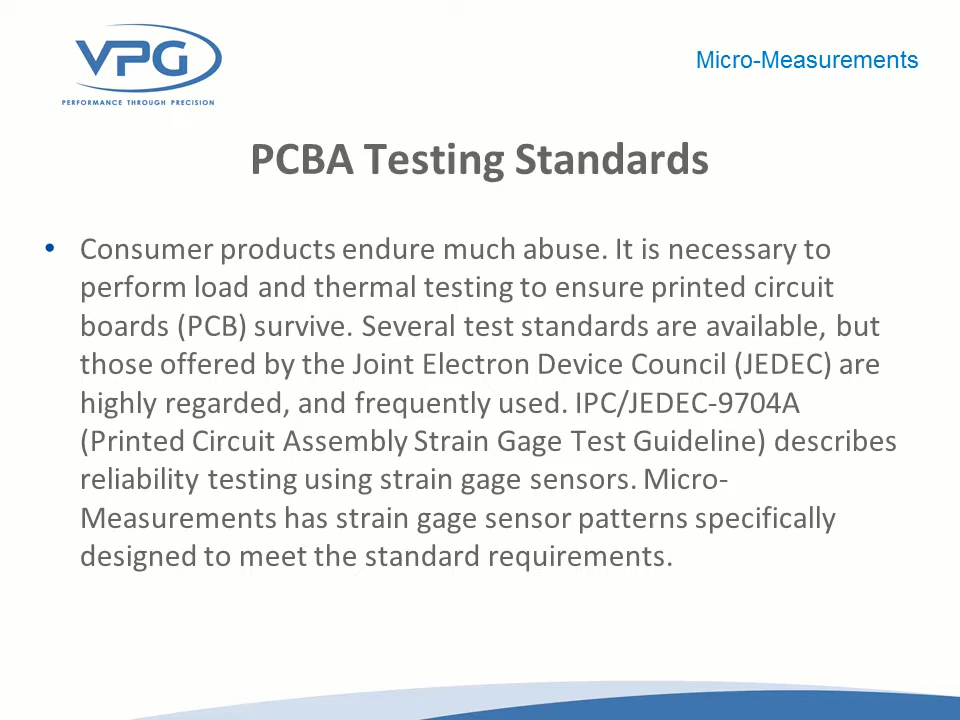 VPG
PERFORMANCE THROUGH PRECISION
Micro-Measurements
PCBA Testing Standards
• Consumer products endure much abuse. It is necessary to
perform load and thermal testing to ensure printed circuit
boards (PCB) survive. Several test standards are available, but
those offered by the Joint Electron Device Council (JEDEC) are
highly regarded, and frequently used. IPC/JEDEC-9704A
(Printed Circuit Assembly Strain Gage Test Guideline) describes
reliability testing using strain gage sensors. Micro-
Measurements has strain gage sensor patterns specifically
designed to meet the standard requirements.